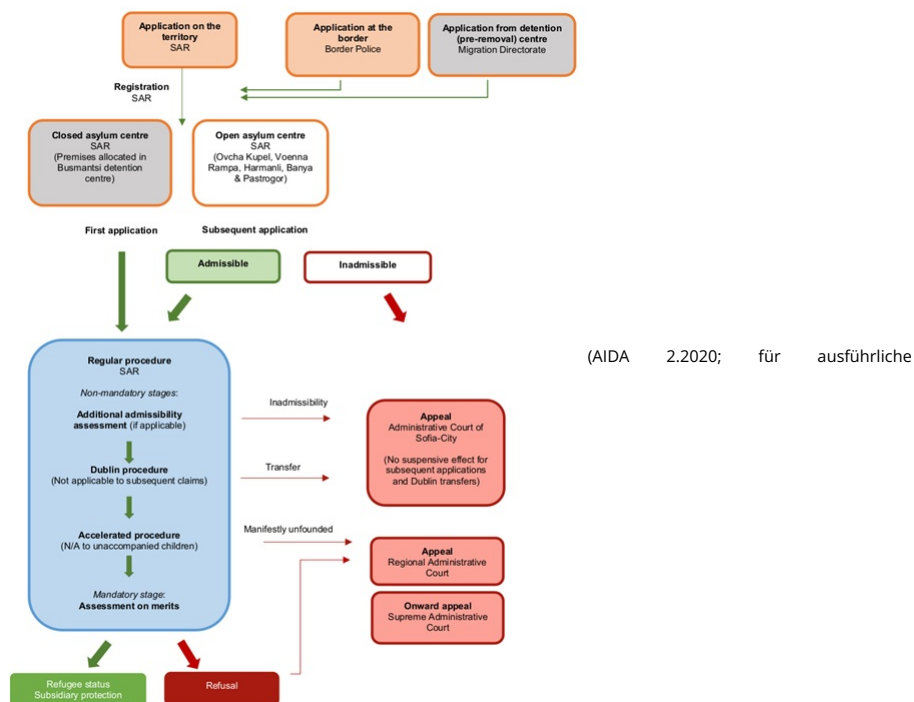 Application on the
territory
SAR
Application at the
border
Border Police
Application from detention
(pre-removal) centre
Migration Directorate
Registration
SAR
Closed asylum centre
SAR
(Premises allocated in
Busmantsi detention
centre)
Open asylum centre
SAR
(Ovcha Kupel, Voenna
Rampa, Harmanli, Banya
& Pastrogor)
First application
Subsequent application
Admissible
Inadmissible
Regular procedure
SAR
Non-mandatory stages:
Additional admissibility
assessment (if applicable)
Dublin procedure
(Not applicable to subsequent claims)
Accelerated procedure
(N/A to unaccompanied children)
Mandatory stage:
Assessment on merits
Inadmissibility
Transfer
Manifestly unfounded
Appeal
Administrative Court of
Sofia-City
(No suspensive effect for
subsequent applications
and Dublin transfers)
Appeal
Regional Administrative
Court
Onward appeal
Supreme Administrative
Court
Refugee status
Subsidiary protection
Refusal
(AIDA 2.2020; für ausführliche